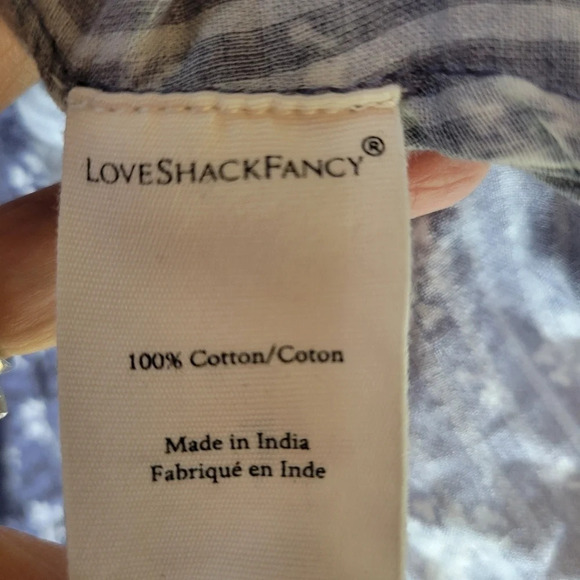 LOVESHACKFANCY®
100% Cotton/Coton
Made in India
Fabriqué en Inde